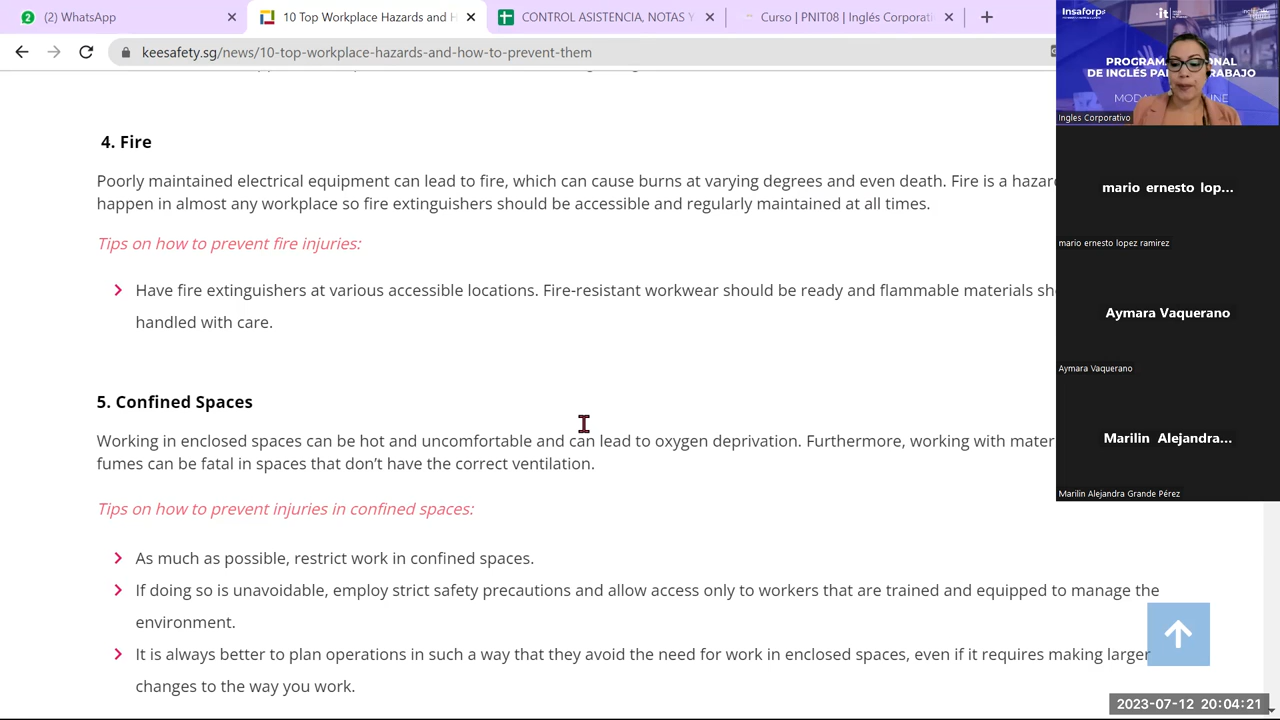 (2) WhatsApp
10 Top Workplace Hazards and H
CONTROL ASISTENCIA NOTAS
Curso | PNT08 | Inglés Corporati
keesafety.sg/news/10-top-workplace-hazards-and-how-to-prevent-them
4. Fire
Poorly maintained electrical equipment can lead to fire, which can cause burns at varying degrees and even death. Fire is a hazar
happen in almost any workplace so fire extinguishers should be accessible and regularly maintained at all times.
Tips on how to prevent fire injuries:
Have fire extinguishers at various accessible locations. Fire-resistant workwear should be ready and flammable materials sh
handled with care.
5. Confined Spaces
Working in enclosed spaces can be hot and uncomfortable and can lead to oxygen deprivation. Furthermore, working with mater
fumes can be fatal in spaces that don’t have the correct ventilation.
Tips on how to prevent injuries in confined spaces:
As much as possible, restrict work in confined spaces.
If doing so is unavoidable, employ strict safety precautions and allow access only to workers that are trained and equipped to manage the
environment.
It is always better to plan operations in such a way that they avoid the need for work in enclosed spaces, even if it requires making larger
changes to the way you work.
Insaforp
it
PROGRAM
ONAL
DE INGLÉS PA
RABAJO
Ingles Corporativo
mario ernesto lop...
mario ernesto lopez ramirez
Aymara Vaquerano
Aymara Vaquerano
Marilin Alejandra...
Marilin Alejandra Grande Pérez
2023-07-12 20:04:21